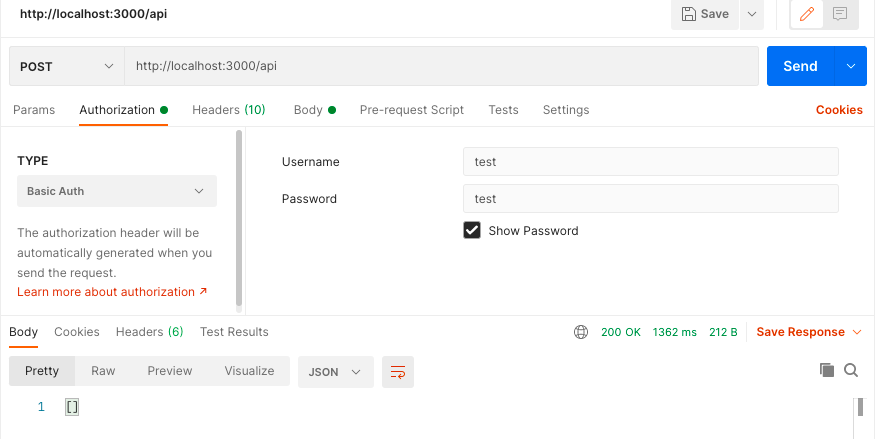 http://localhost:3000/api Save
POST http://localhost:3000/api Send
Params Authorization Headers (10) Body Pre-request Script Tests Settings Cookies
TYPE
Basic Auth
The authorization header will be
automatically generated when you
send the request.
Learn more about authorization ↗
Username test
Password test
Show Password
Body Cookies Headers (6) Test Results 200 OK 1362 ms 212 B Save Response
Pretty Raw Preview Visualize JSON
1 []